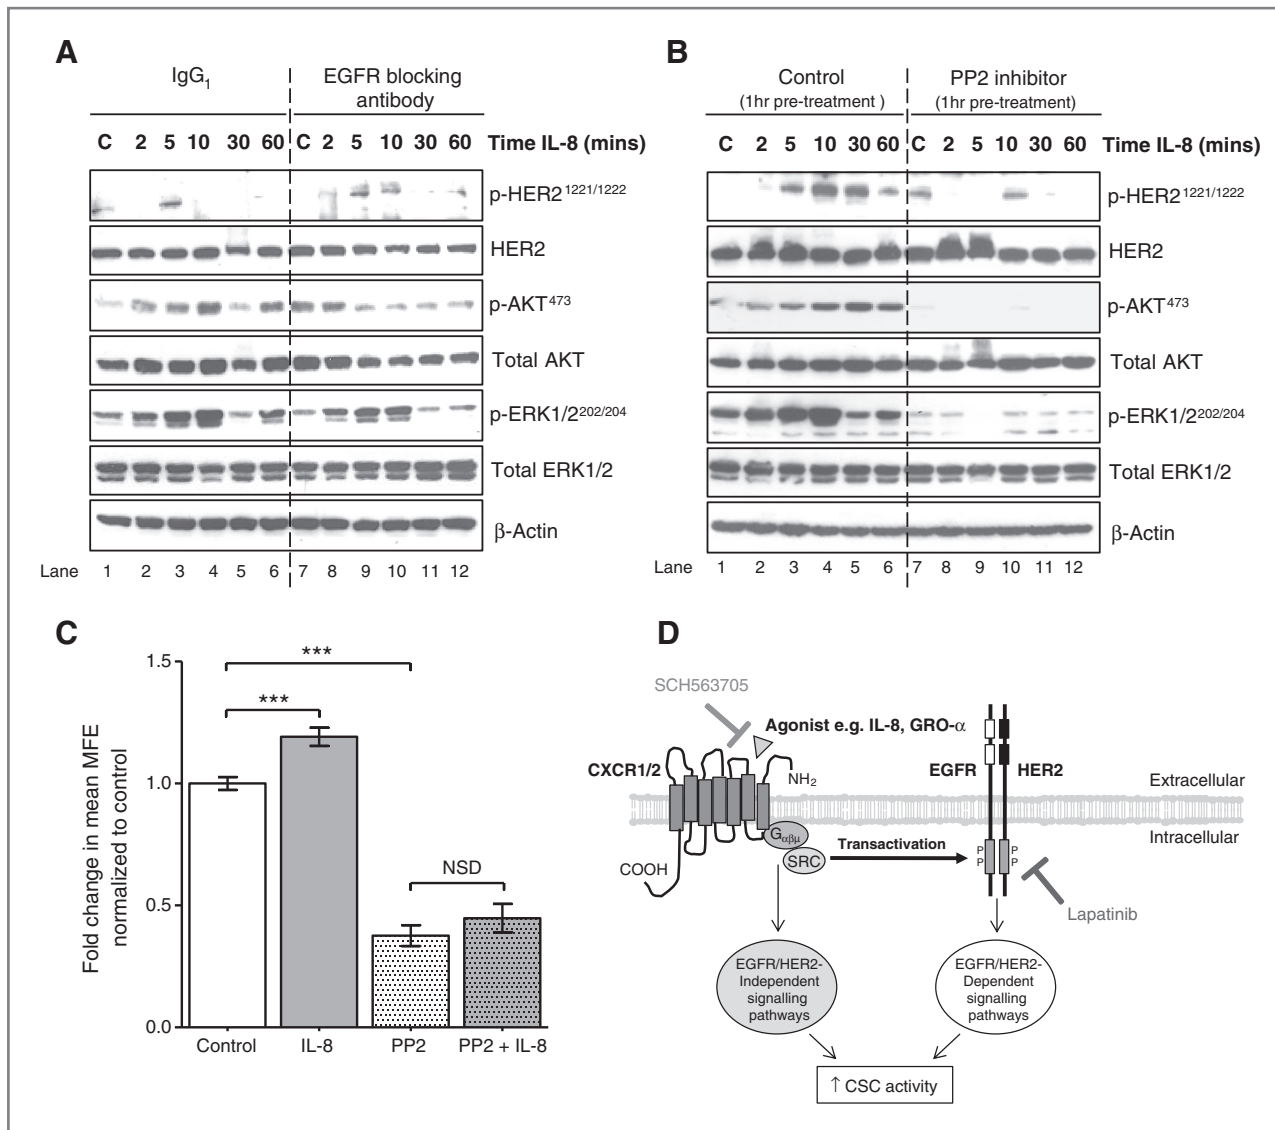 A
IgG1
EGFR blocking
antibody
C 2 5 10 30 60 C 2 5 10 30 60 Time IL-8 (mins)
p-HER2 1221/1222
HER2
p-AKT473
Total AKT
p-ERK1/2 202/204
Total ERK1/2
β-Actin
Lane 1 2 3 4 5 6 7 8 9 10 11 12
B
Control
(1hr pre-treatment )
PP2 inhibitor
(1hr pre-treatment)
C 2 5 10 30 60 C 2 5 10 30 60 Time IL-8 (mins)
p-HER2 1221/1222
HER2
p-AKT473
Total AKT
p-ERK1/2 202/204
Total ERK1/2
β-Actin
Lane 1 2 3 4 5 6 7 8 9 10 11 12
C
Fold change in mean MFE
normalized to control
1.5
1.0
0.5
0.0
***
***
NSD
Control IL-8 PP2 PP2 + IL-8
D
SCH563705
Agonist e.g. IL-8, GRO-α
CXCR1/2
NH2
EGFR HER2
Extracellular
Intracellular
Gαβμ
SRC
Transactivation
P P
P P
COOH
Lapatinib
EGFR/HER2-
Independent
signalling
pathways
EGFR/HER2-
Dependent
signalling
pathways
↑ CSC activity